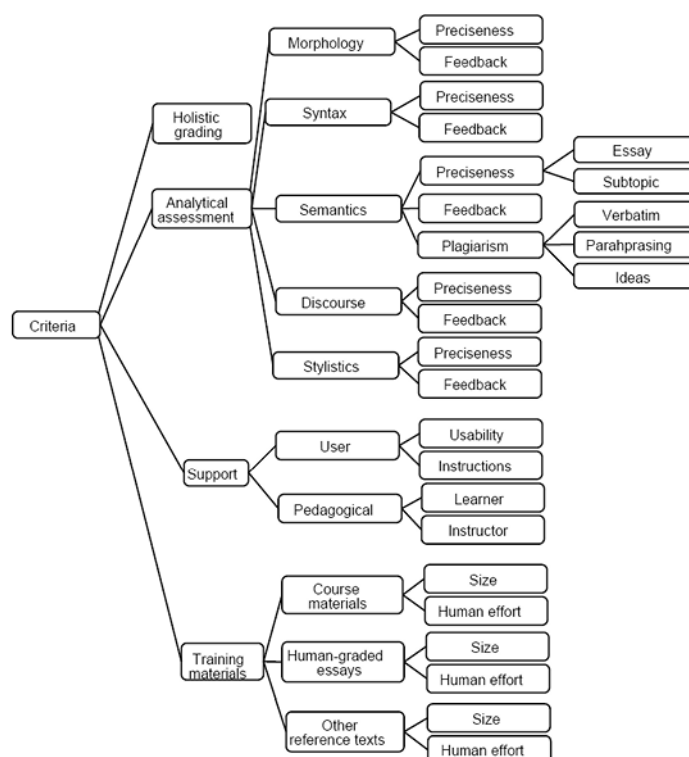 Criteria
Holistic
grading
Analytical
assessment
Morphology
Preciseness
Feedback
Syntax
Preciseness
Feedback
Semantics
Preciseness
Essay
Subtopic
Feedback
Plagiarism
Verbatim
Parahprasing
Ideas
Discourse
Preciseness
Feedback
Stylistics
Preciseness
Feedback
Support
User
Usability
Instructions
Pedagogical
Learner
Instructor
Training
materials
Course
materials
Size
Human effort
Human-graded
essays
Size
Human effort
Other
reference texts
Size
Human effort